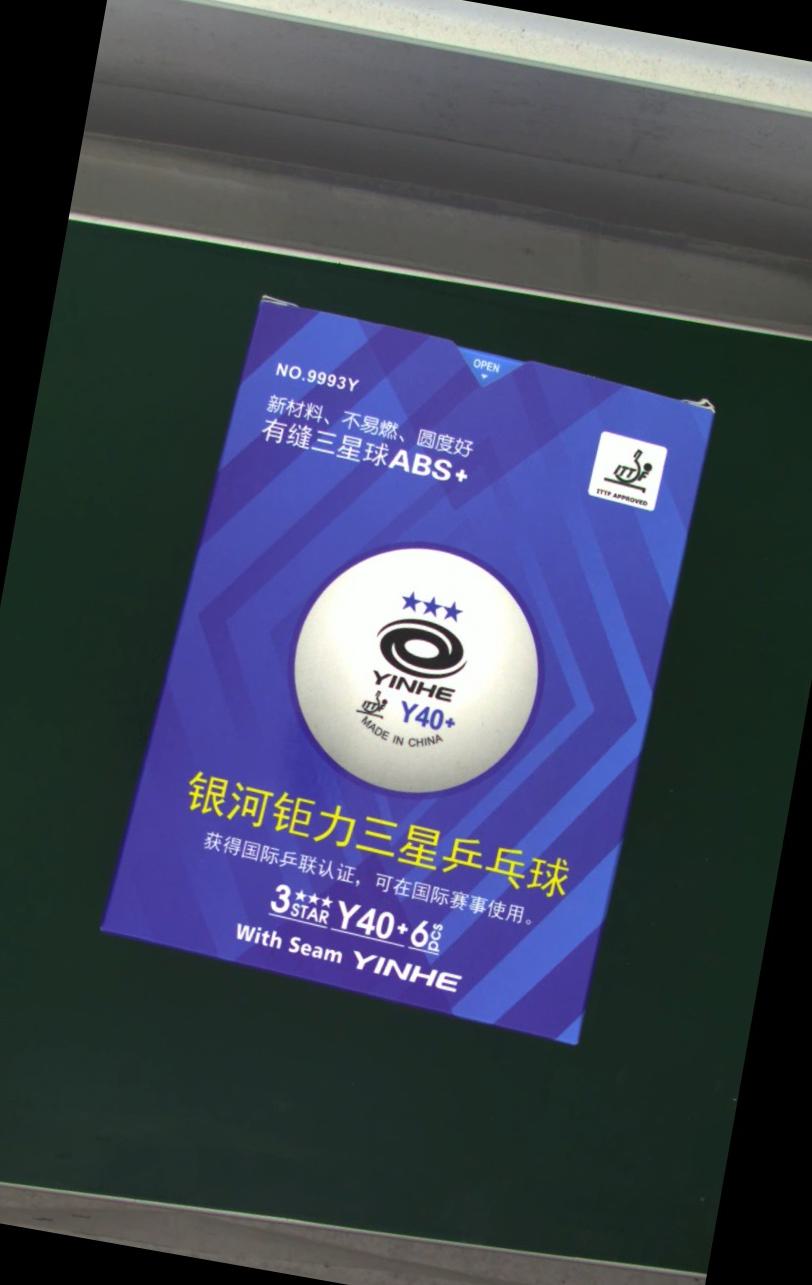 OPEN
NO.9993Y
新材料、不易燃、圆度好
有缝三星球ABS+
ITTF
ITTF APPROVED
★★★
YINHE
ITTF Y40+
MADE IN CHINA
银河钜力三星乒乓球
获得国际乒联认证，可在国际赛事使用。
3★★★STAR Y40+6pcs
With Seam YINHE